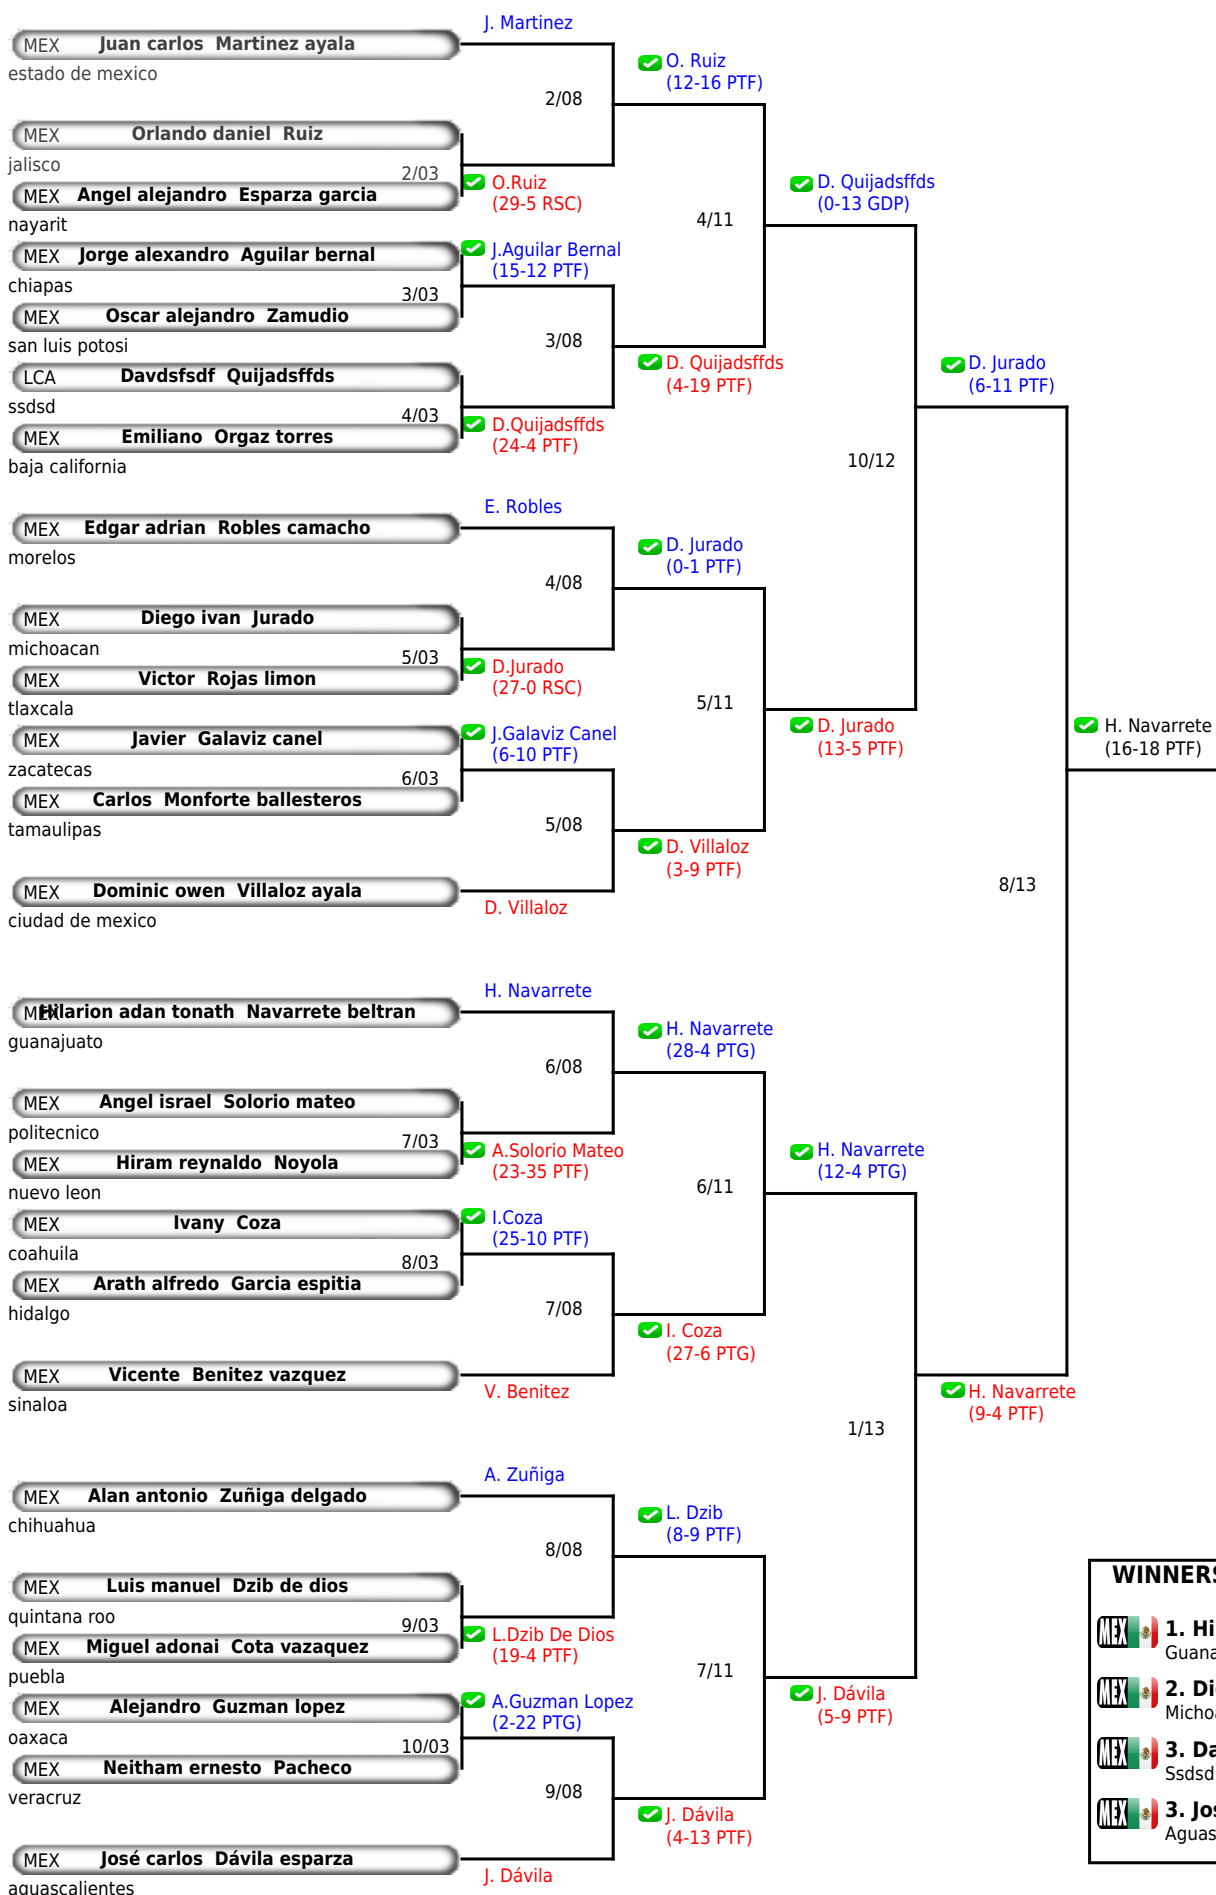 J. Martinez
MEX Juan carlos Martinez ayala
estado de mexico
O. Ruiz
(12-16 PTF)
2/08
MEX Orlando daniel Ruiz
jalisco
2/03
O.Ruiz
(29-5 RSC)
MEX Angel alejandro Esparza garcia
nayarit
D. Quijadsffds
(0-13 GDP)
4/11
MEX Jorge alexandro Aguilar bernal
chiapas
J.Aguilar Bernal
(15-12 PTF)
3/03
MEX Oscar alejandro Zamudio
san luis potosi
3/08
D. Quijadsffds
(4-19 PTF)
LCA Davdsfsdf Quijadsffds
ssdsd
4/03
D.Quijadsffds
(24-4 PTF)
MEX Emiliano Orgaz torres
baja california
D. Jurado
(6-11 PTF)
10/12
E. Robles
MEX Edgar adrian Robles camacho
morelos
D. Jurado
(0-1 PTF)
4/08
MEX Diego ivan Jurado
michoacan
5/03
D.Jurado
(27-0 RSC)
MEX Victor Rojas limon
tlaxcala
5/11
D. Jurado
(13-5 PTF)
MEX Javier Galaviz canel
zacatecas
J.Galaviz Canel
(6-10 PTF)
6/03
MEX Carlos Monforte ballesteros
tamaulipas
5/08
D. Villaloz
(3-9 PTF)
MEX Dominic owen Villaloz ayala
ciudad de mexico
D. Villaloz
H. Navarrete
(16-18 PTF)
8/13
H. Navarrete
MEX Hilarion adan tonath Navarrete beltran
guanajuato
H. Navarrete
(28-4 PTG)
6/08
MEX Angel israel Solorio mateo
politecnico
7/03
A.Solorio Mateo
(23-35 PTF)
MEX Hiram reynaldo Noyola
nuevo leon
H. Navarrete
(12-4 PTG)
6/11
MEX Ivany Coza
coahuila
I.Coza
(25-10 PTF)
8/03
MEX Arath alfredo Garcia espitia
hidalgo
7/08
I. Coza
(27-6 PTG)
MEX Vicente Benitez vazquez
sinaloa
V. Benitez
H. Navarrete
(9-4 PTF)
1/13
A. Zuñiga
MEX Alan antonio Zuñiga delgado
chihuahua
L. Dzib
(8-9 PTF)
8/08
MEX Luis manuel Dzib de dios
quintana roo
9/03
L.Dzib De Dios
(19-4 PTF)
MEX Miguel adonai Cota vazaquez
puebla
7/11
J. Dávila
(5-9 PTF)
MEX Alejandro Guzman lopez
oaxaca
A.Guzman Lopez
(2-22 PTG)
10/03
MEX Neitham ernesto Pacheco
veracruz
9/08
J. Dávila
(4-13 PTF)
MEX José carlos Dávila esparza
aguascalientes
J. Dávila
WINNERS
MEX 1. Hi
Guana
MEX 2. Di
Micho
MEX 3. Da
Ssdsd
MEX 3. Jos
Aguas